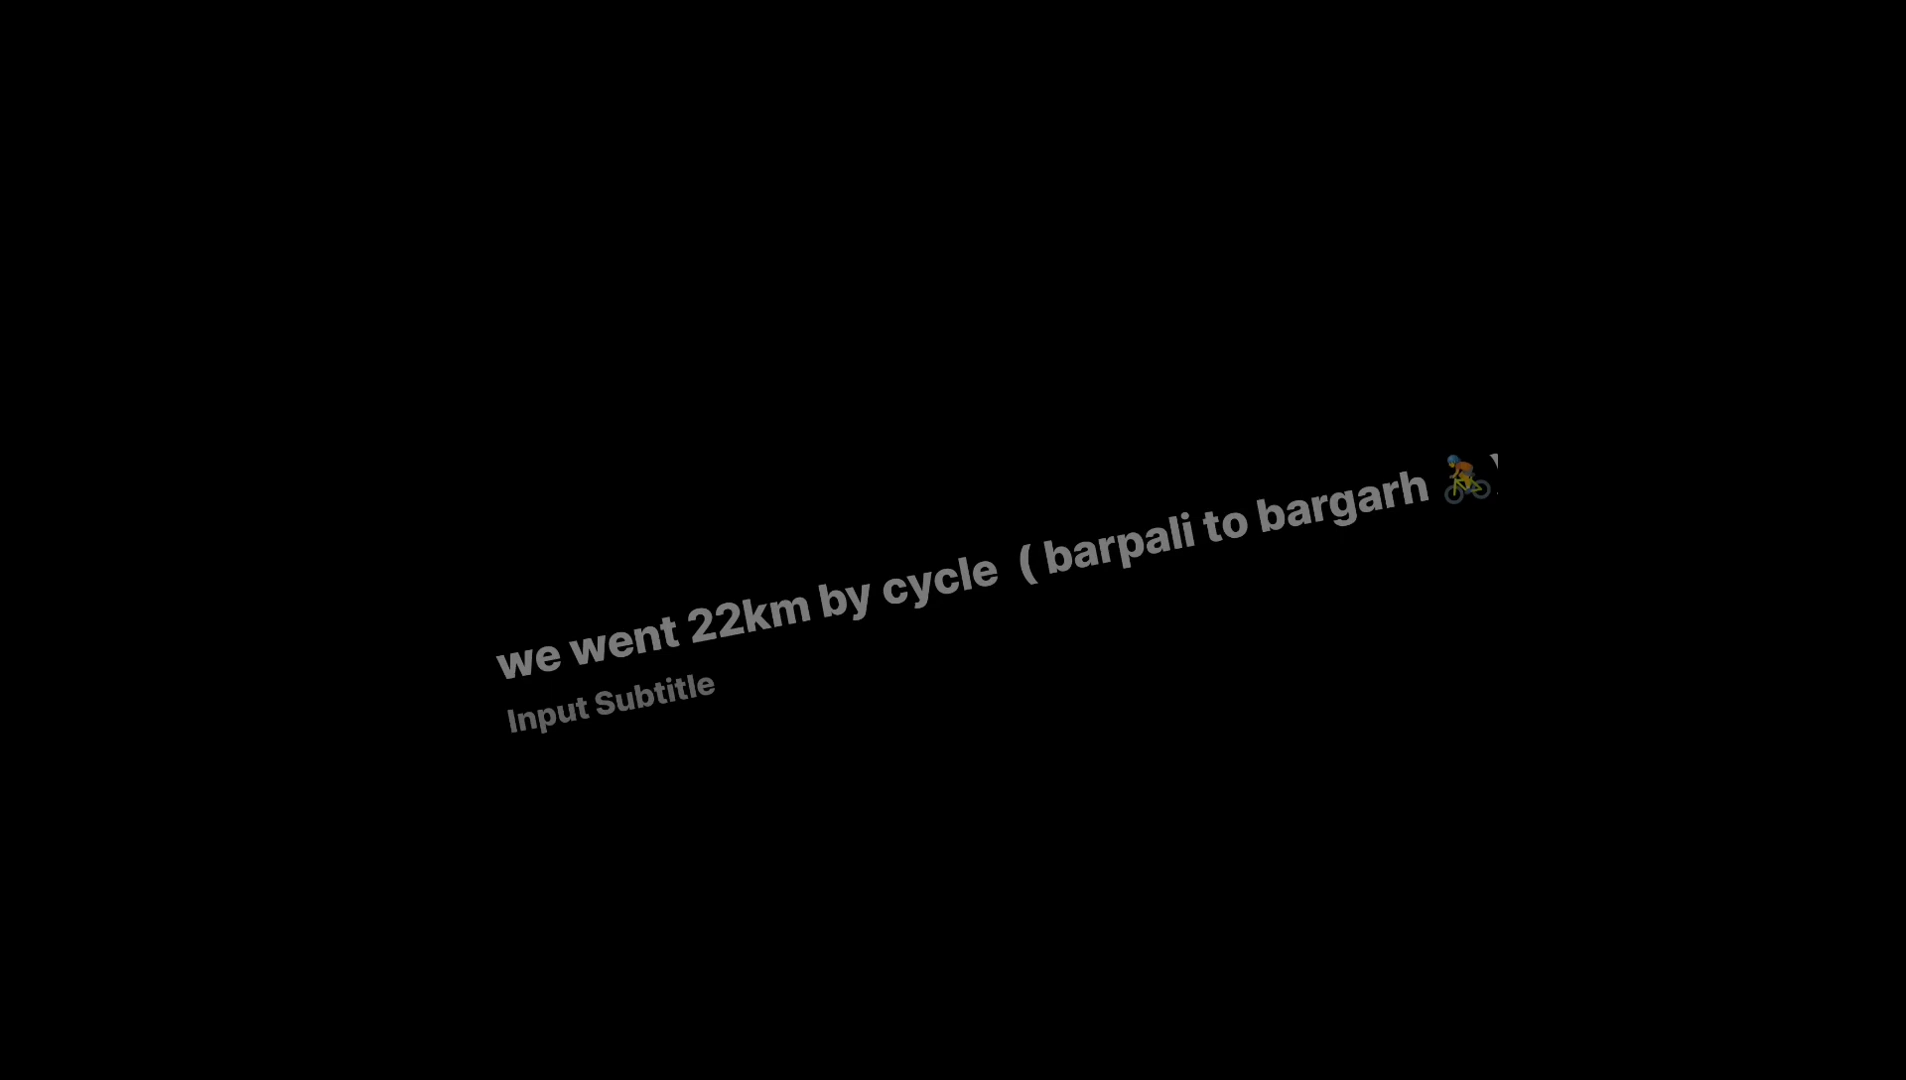 we went 22km by cycle  ( barpali to bargarh 🚴)
Input Subtitle